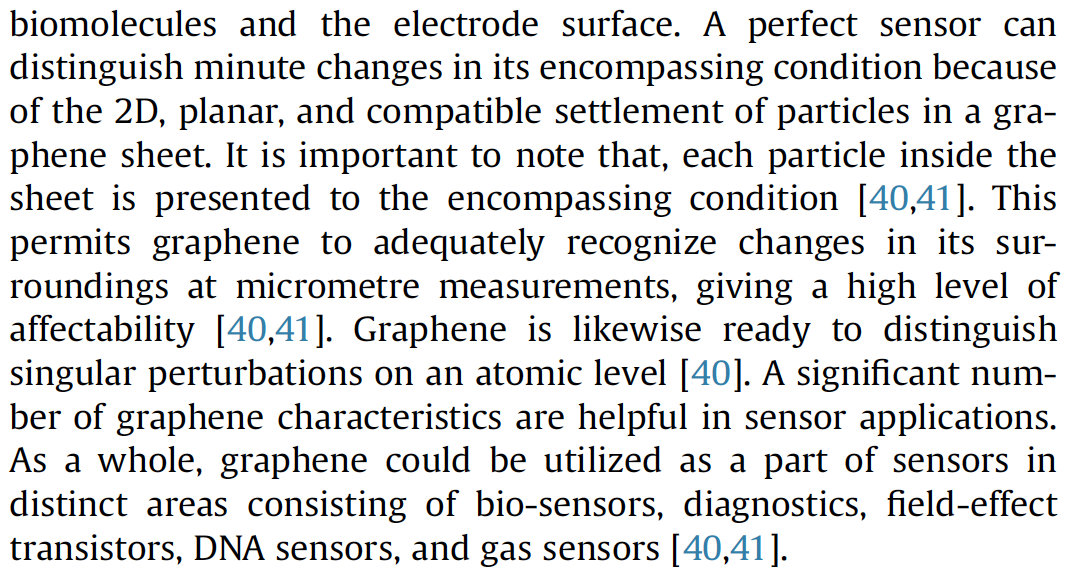 biomolecules and the electrode surface. A perfect sensor can
distinguish minute changes in its encompassing condition because
of the 2D, planar, and compatible settlement of particles in a gra-
phene sheet. It is important to note that, each particle inside the
sheet is presented to the encompassing condition [40,41]. This
permits graphene to adequately recognize changes in its sur-
roundings at micrometre measurements, giving a high level of
affectability [40,41]. Graphene is likewise ready to distinguish
singular perturbations on an atomic level [40]. A significant num-
ber of graphene characteristics are helpful in sensor applications.
As a whole, graphene could be utilized as a part of sensors in
distinct areas consisting of bio-sensors, diagnostics, field-effect
transistors, DNA sensors, and gas sensors [40,41].